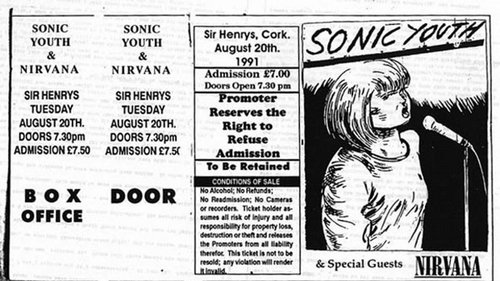 SONIC
YOUTH
&
NIRVANA
SIR HENRYS
TUESDAY
AUGUST 20TH.
DOORS 7.30pm
ADMISSION £7.50
BOX
OFFICE
SONIC
YOUTH
&
NIRVANA
SIR HENRYS
TUESDAY
AUGUST 20TH.
DOORS 7.30pm
ADMISSION £7.50
DOOR
Sir Henrys, Cork.
August 20th.
1991
Admission £7.00
Doors Open 7.30 pm
Promoter
Reserves the
Right to
Refuse
Admission
To Be Retained
CONDITIONS OF SALE
No Alcohol; No Refunds;
No Readmission; No Cameras
or recorders. Ticket holder as-
sumes all risk of injury and all
responsibility for property loss,
destruction or theft and releases
the Promoters from all liability
therefor. This ticket is not to be
resold; any violation will render
it invalid.
SONIC YOUTH
& Special Guests NIRVANA